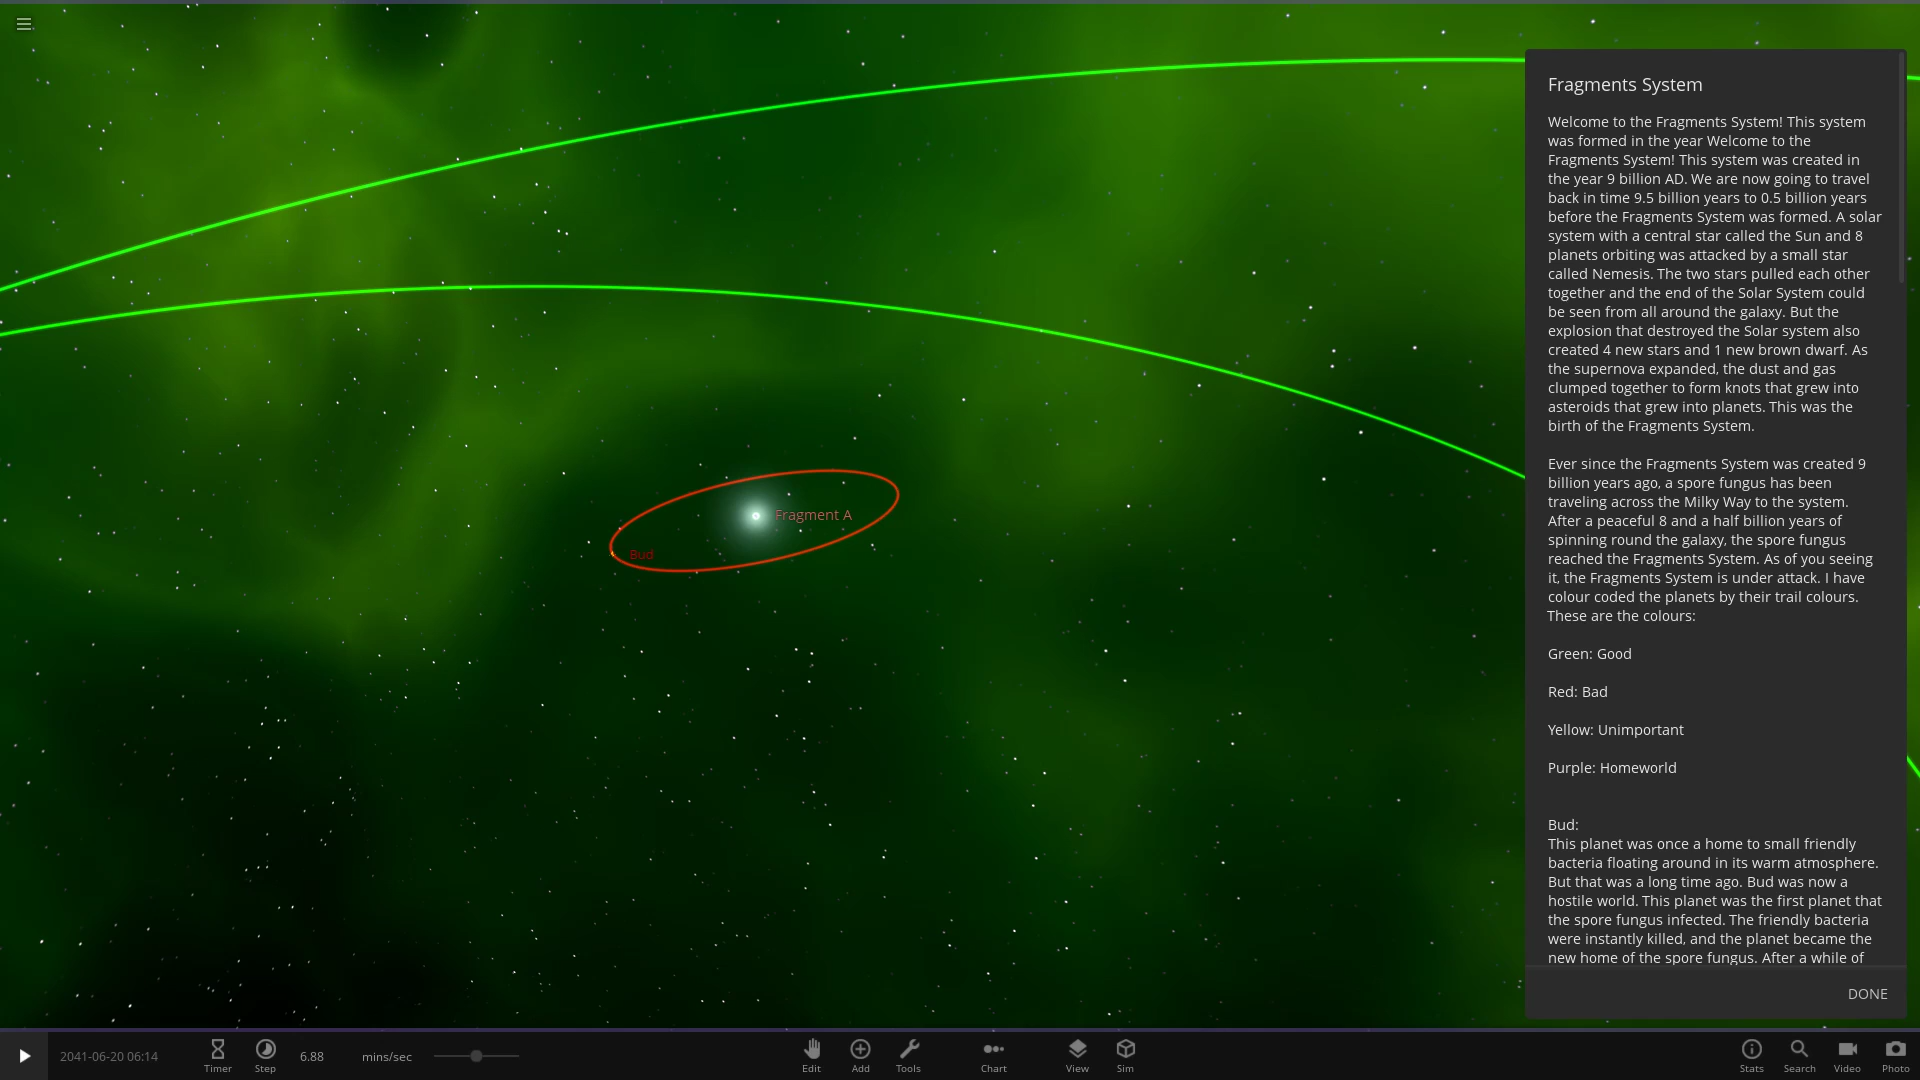 Fragments System
Welcome to the Fragments System! This system
was formed in the year Welcome to the
Fragments System! This system was created in
the year 9 billion AD. We are now going to travel
back in time 9.5 billion years to 0.5 billion years
before the Fragments System was formed. A solar
system with a central star called the Sun and 8
planets orbiting was attacked by a small star
called Nemesis. The two stars pulled each other
together and the end of the Solar System could
be seen from all around the galaxy. But the
explosion that destroyed the Solar system also
created 4 new stars and 1 new brown dwarf. As
the supernova expanded, the dust and gas
clumped together to form knots that grew into
asteroids that grew into planets. This was the
birth of the Fragments System.
Ever since the Fragments System was created 9
billion years ago, a spore fungus has been
traveling across the Milky Way to the system.
After a peaceful 8 and a half billion years of
spinning round the galaxy, the spore fungus
reached the Fragments System. As of you seeing
it, the Fragments System is under attack. I have
colour coded the planets by their trail colours.
These are the colours:
Green: Good
Red: Bad
Yellow: Unimportant
Purple: Homeworld
Bud:
This planet was once a home to small friendly
bacteria floating around in its warm atmosphere.
But that was a long time ago. Bud was now a
hostile world. This planet was the first planet that
the spore fungus infected. The friendly bacteria
were instantly killed, and the planet became the
new home of the spore fungus. After a while of
DONE
Fragment A
Bud
2041-06-20 06:14
Timer
Step
6.88 mins/sec
Edit
Add
Tools
Chart
View
Sim
Stats
Search
Video
Photo